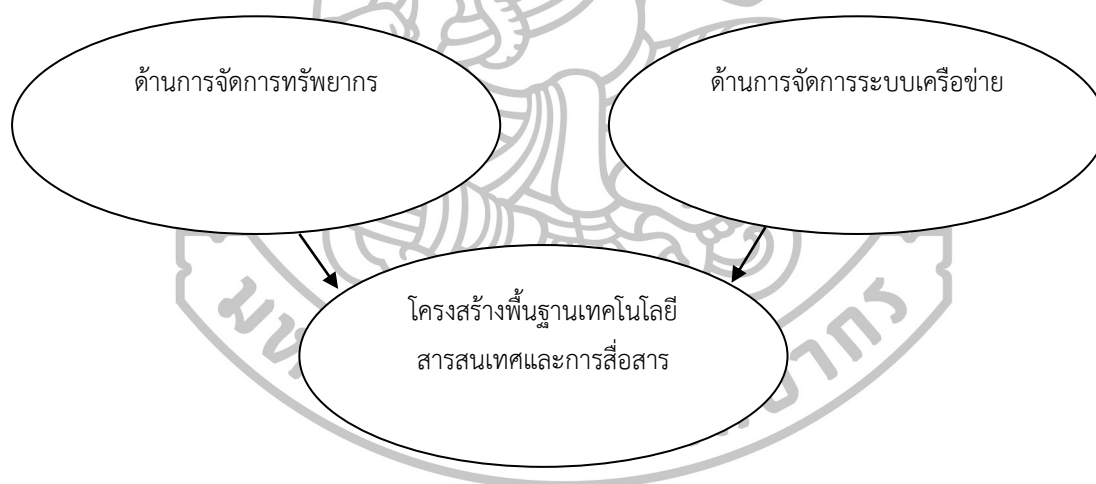 ด้านการจัดการทรัพยากร
ด้านการจัดการระบบเครือข่าย
โครงสร้างพื้นฐานเทคโนโลยี
สารสนเทศและการสื่อสาร